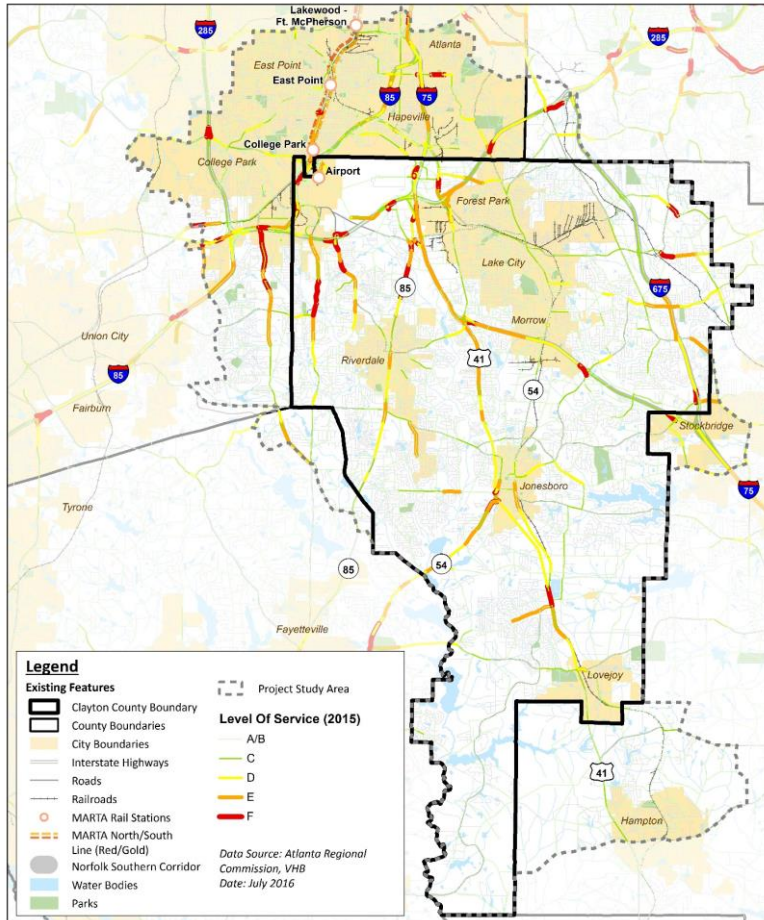 Lakewood -
Ft. McPherson
285
Atlanta
285
East Point
East Point
85
75
Hapeville
College Park
College Park
Airport
Forest Park
Lake City
85
675
Union City
Morrow
Riverdale
41
85
54
Fairburn
Stockbridge
75
Tyrone
Jonesboro
54
85
Fayetteville
Lovejoy
41
Hampton
Legend
Existing Features
Clayton County Boundary
County Boundaries
City Boundaries
Interstate Highways
Roads
Railroads
MARTA Rail Stations
MARTA North/South
Line (Red/Gold)
Norfolk Southern Corridor
Water Bodies
Parks
Project Study Area
Level Of Service (2015)
A/B
C
D
E
F
Data Source: Atlanta Regional
Commission, VHB
Date: July 2016